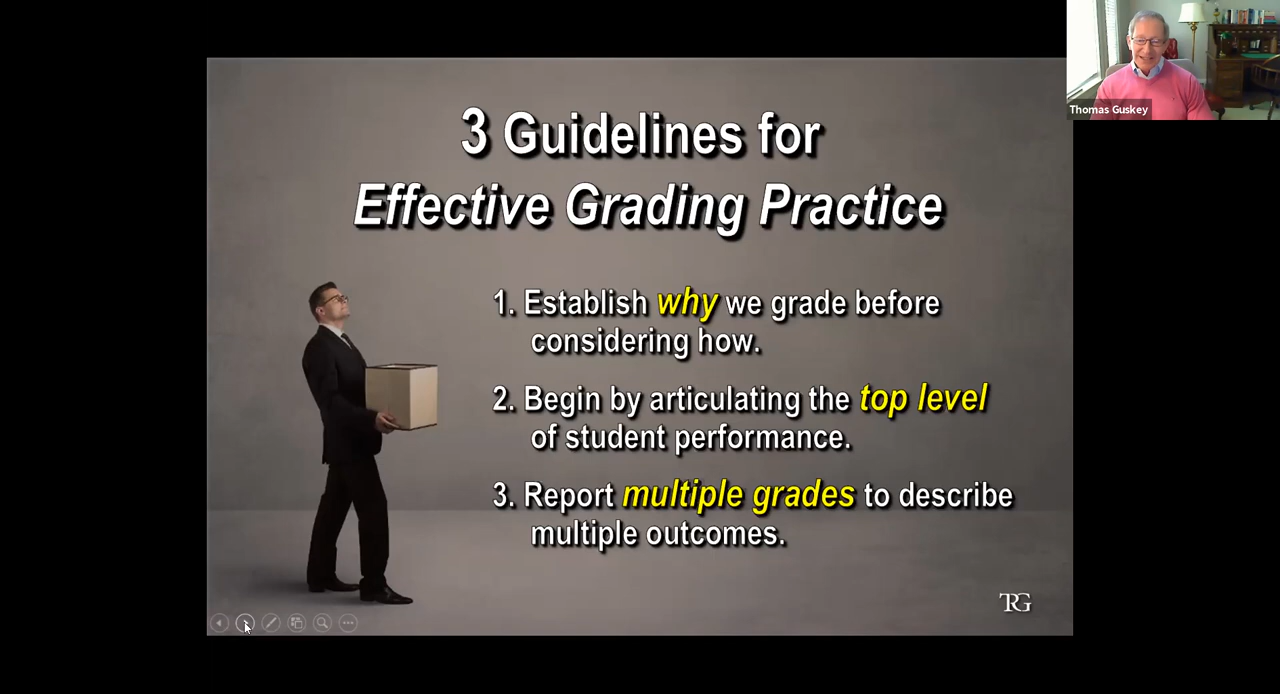 Thomas Guskey
3 Guidelines for
Effective Grading Practice
1. Establish why we grade before
considering how.
2. Begin by articulating the top level
of student performance.
3. Report multiple grades to describe
multiple outcomes.
TRG